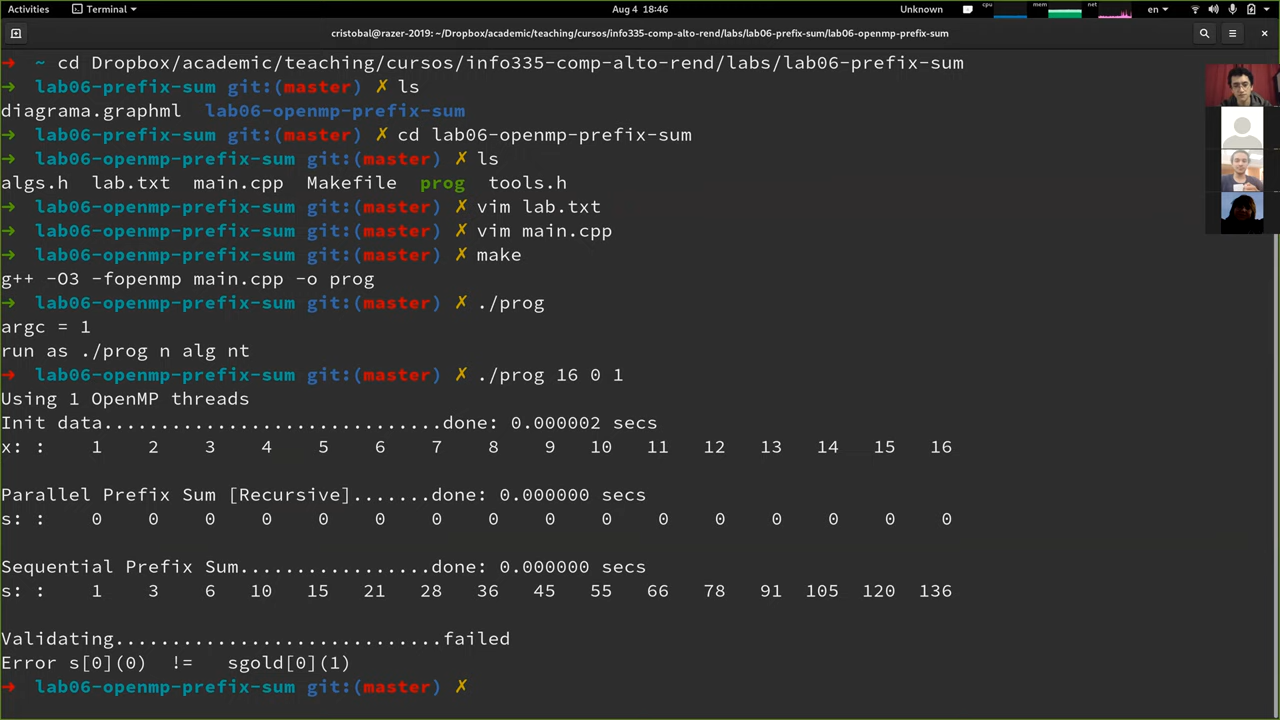 Activities Terminal Aug 4 18:46 Unknown cpu mem net en
cristobal@razer-2019: ~/Dropbox/academic/teaching/cursos/info335-comp-alto-rend/labs/lab06-prefix-sum/lab06-openmp-prefix-sum
➜ ~ cd Dropbox/academic/teaching/cursos/info335-comp-alto-rend/labs/lab06-prefix-sum
➜ lab06-prefix-sum git:(master) ✗ ls
diagrama.graphml lab06-openmp-prefix-sum
➜ lab06-prefix-sum git:(master) ✗ cd lab06-openmp-prefix-sum
➜ lab06-openmp-prefix-sum git:(master) ✗ ls
algs.h lab.txt main.cpp Makefile prog tools.h
➜ lab06-openmp-prefix-sum git:(master) ✗ vim lab.txt
➜ lab06-openmp-prefix-sum git:(master) ✗ vim main.cpp
➜ lab06-openmp-prefix-sum git:(master) ✗ make
g++ -O3 -fopenmp main.cpp -o prog
➜ lab06-openmp-prefix-sum git:(master) ✗ ./prog
argc = 1
run as ./prog n alg nt
➜ lab06-openmp-prefix-sum git:(master) ✗ ./prog 16 0 1
Using 1 OpenMP threads
Init data..............................done: 0.000002 secs
x: : 1 2 3 4 5 6 7 8 9 10 11 12 13 14 15 16
Parallel Prefix Sum [Recursive].......done: 0.000000 secs
s: : 0 0 0 0 0 0 0 0 0 0 0 0 0 0 0 0
Sequential Prefix Sum.................done: 0.000000 secs
s: : 1 3 6 10 15 21 28 36 45 55 66 78 91 105 120 136
Validating.............................failed
Error s[0](0) != sgold[0](1)
➜ lab06-openmp-prefix-sum git:(master) ✗